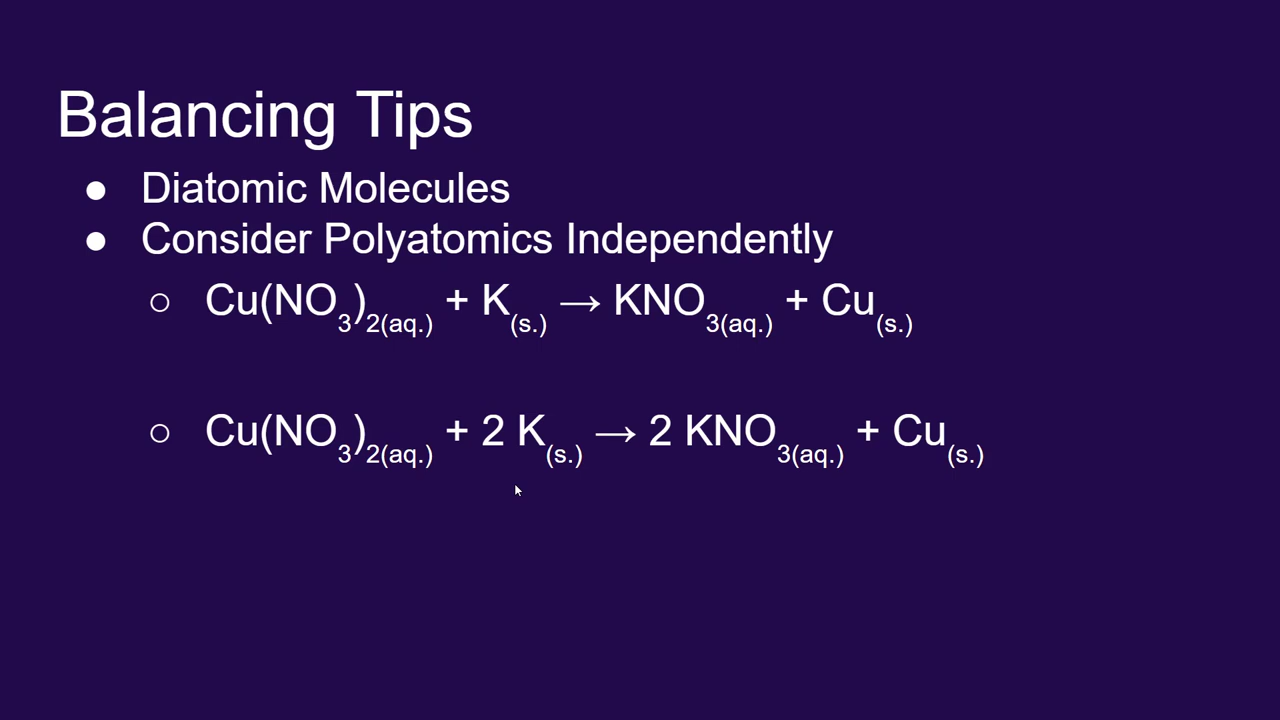 Balancing Tips
● Diatomic Molecules
● Consider Polyatomics Independently
○ Cu(NO₃)₂₍aq.₎ + K₍s.₎ → KNO₃₍aq.₎ + Cu₍s.₎
○ Cu(NO₃)₂₍aq.₎ + 2 K₍s.₎ → 2 KNO₃₍aq.₎ + Cu₍s.₎